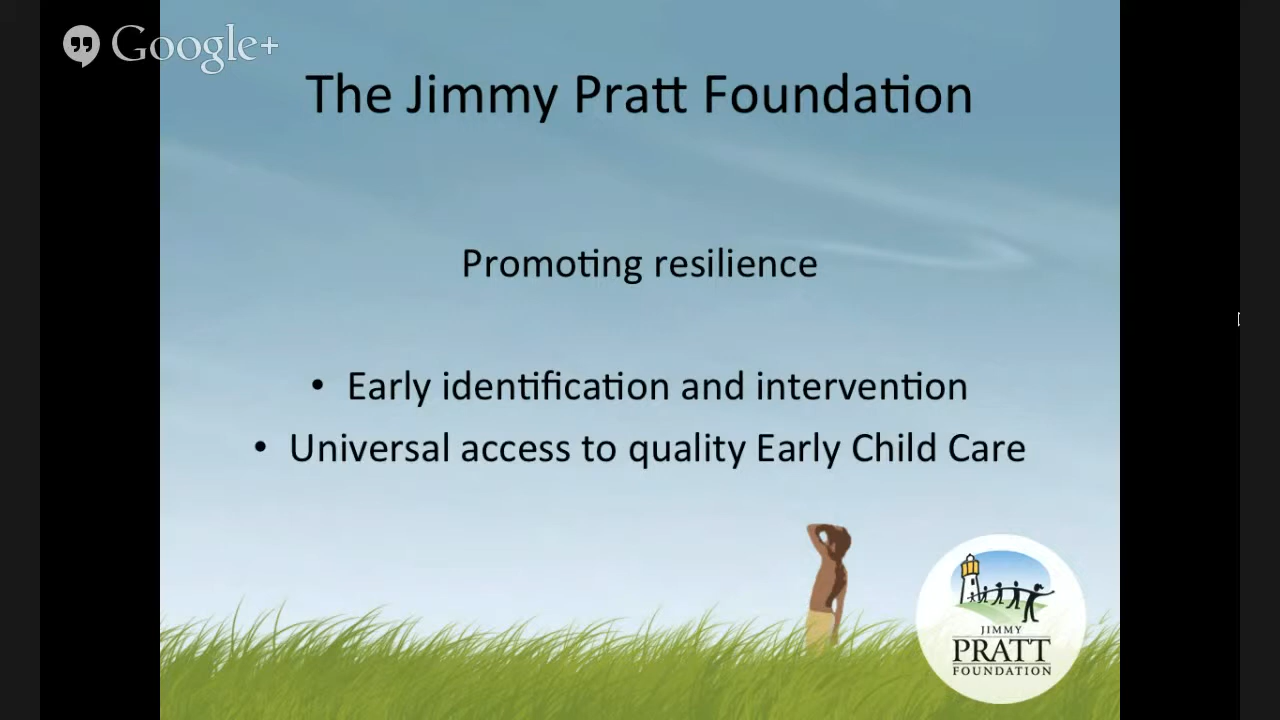 Google+
The Jimmy Pratt Foundation
Promoting resilience
• Early identification and intervention
• Universal access to quality Early Child Care
JIMMY
PRATT
FOUNDATION